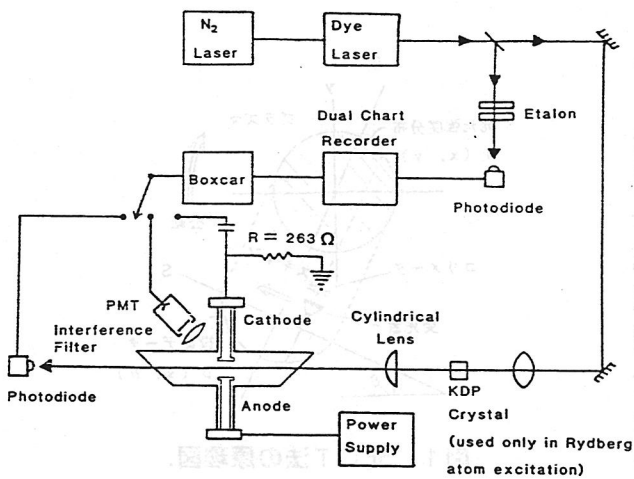 N₂
Laser
Dye
Laser
Etalon
Dual Chart
Recorder
Boxcar
Photodiode
R = 263 Ω
PMT
Interference
Filter
Cathode
Cylindrical
Lens
Photodiode
Anode
KDP
Crystal
(used only in Rydberg
atom excitation)
Power
Supply